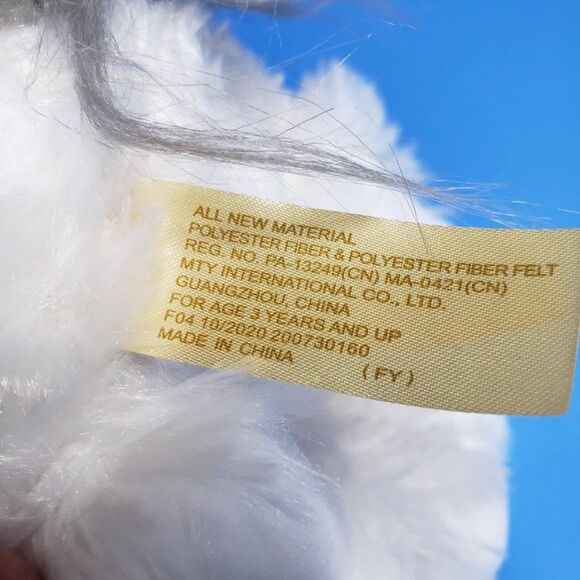 ALL NEW MATERIAL
POLYESTER FIBER & POLYESTER FIBER FELT
REG. NO. PA-13249(CN) MA-0421(CN)
MTY INTERNATIONAL CO., LTD.
GUANGZHOU, CHINA
FOR AGE 3 YEARS AND UP
F04 10/2020 200730160
MADE IN CHINA (FY)